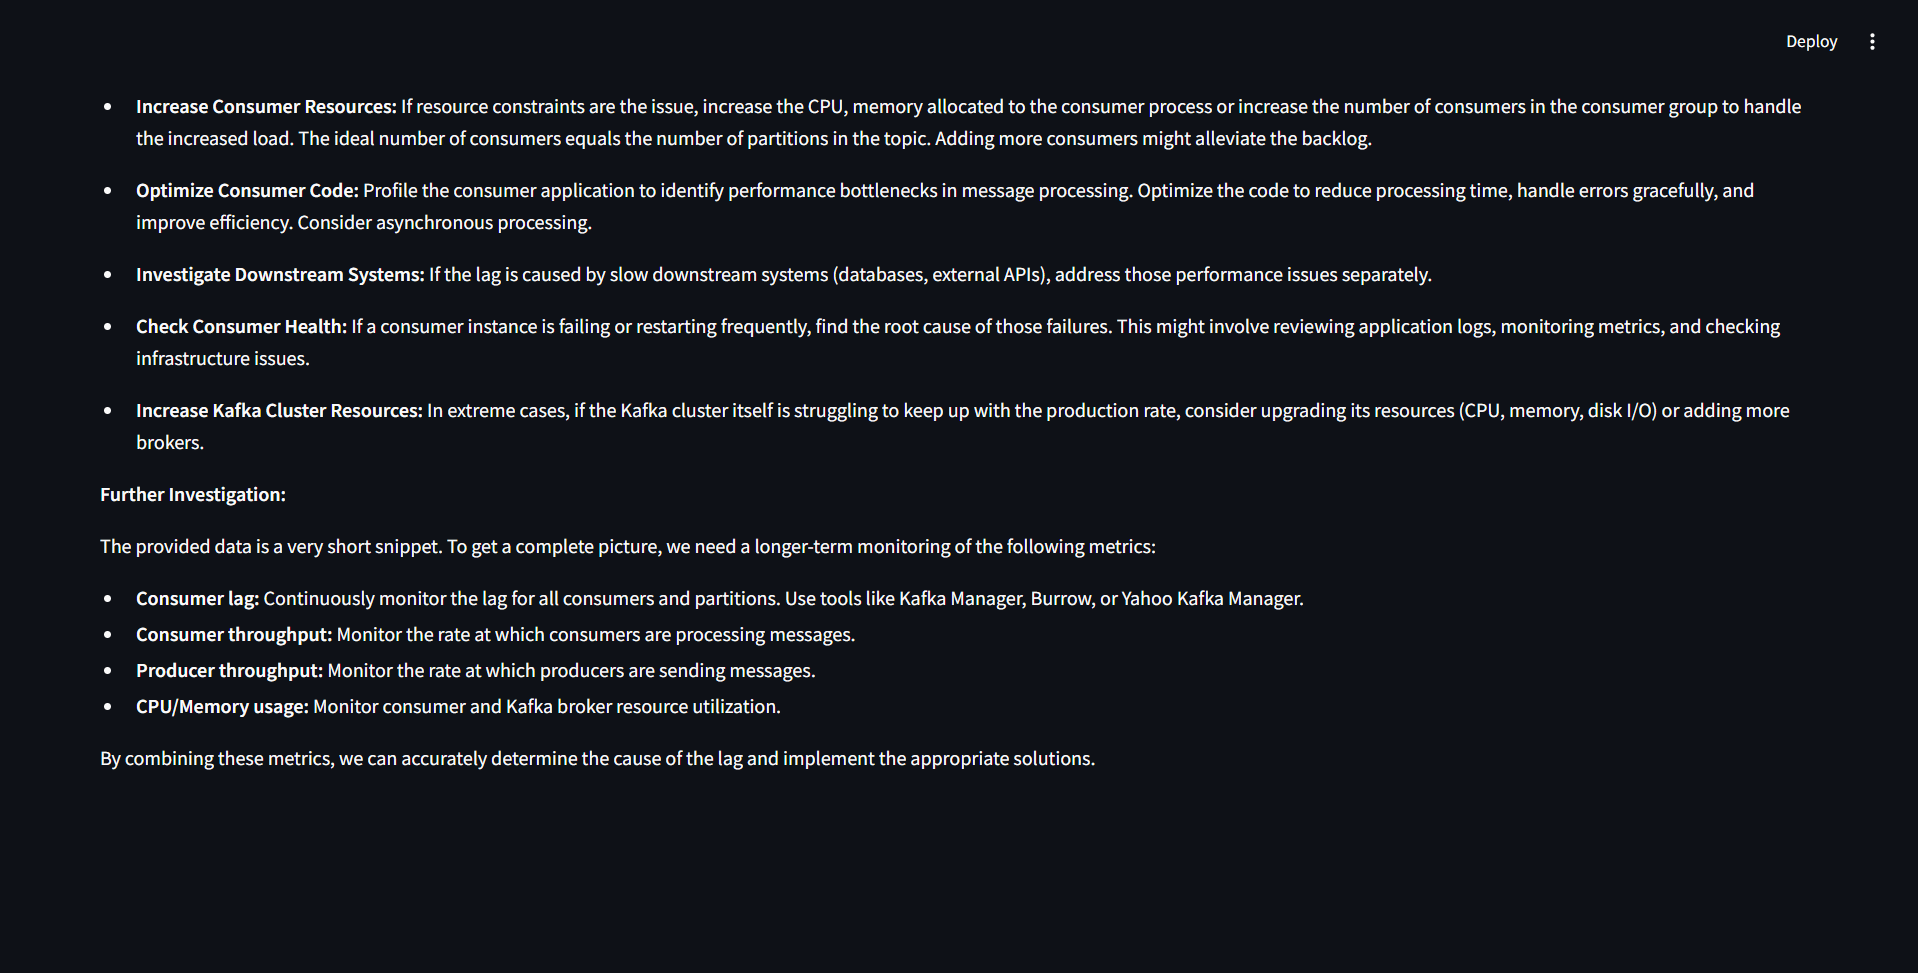 Deploy
Increase Consumer Resources: If resource constraints are the issue, increase the CPU, memory allocated to the consumer process or increase the number of consumers in the consumer group to handle
the increased load. The ideal number of consumers equals the number of partitions in the topic. Adding more consumers might alleviate the backlog.
Optimize Consumer Code: Profile the consumer application to identify performance bottlenecks in message processing. Optimize the code to reduce processing time, handle errors gracefully, and
improve efficiency. Consider asynchronous processing.
Investigate Downstream Systems: If the lag is caused by slow downstream systems (databases, external APIs), address those performance issues separately.
Check Consumer Health: If a consumer instance is failing or restarting frequently, find the root cause of those failures. This might involve reviewing application logs, monitoring metrics, and checking
infrastructure issues.
Increase Kafka Cluster Resources: In extreme cases, if the Kafka cluster itself is struggling to keep up with the production rate, consider upgrading its resources (CPU, memory, disk I/O) or adding more
brokers.
Further Investigation:
The provided data is a very short snippet. To get a complete picture, we need a longer-term monitoring of the following metrics:
Consumer lag: Continuously monitor the lag for all consumers and partitions. Use tools like Kafka Manager, Burrow, or Yahoo Kafka Manager.
Consumer throughput: Monitor the rate at which consumers are processing messages.
Producer throughput: Monitor the rate at which producers are sending messages.
CPU/Memory usage: Monitor consumer and Kafka broker resource utilization.
By combining these metrics, we can accurately determine the cause of the lag and implement the appropriate solutions.